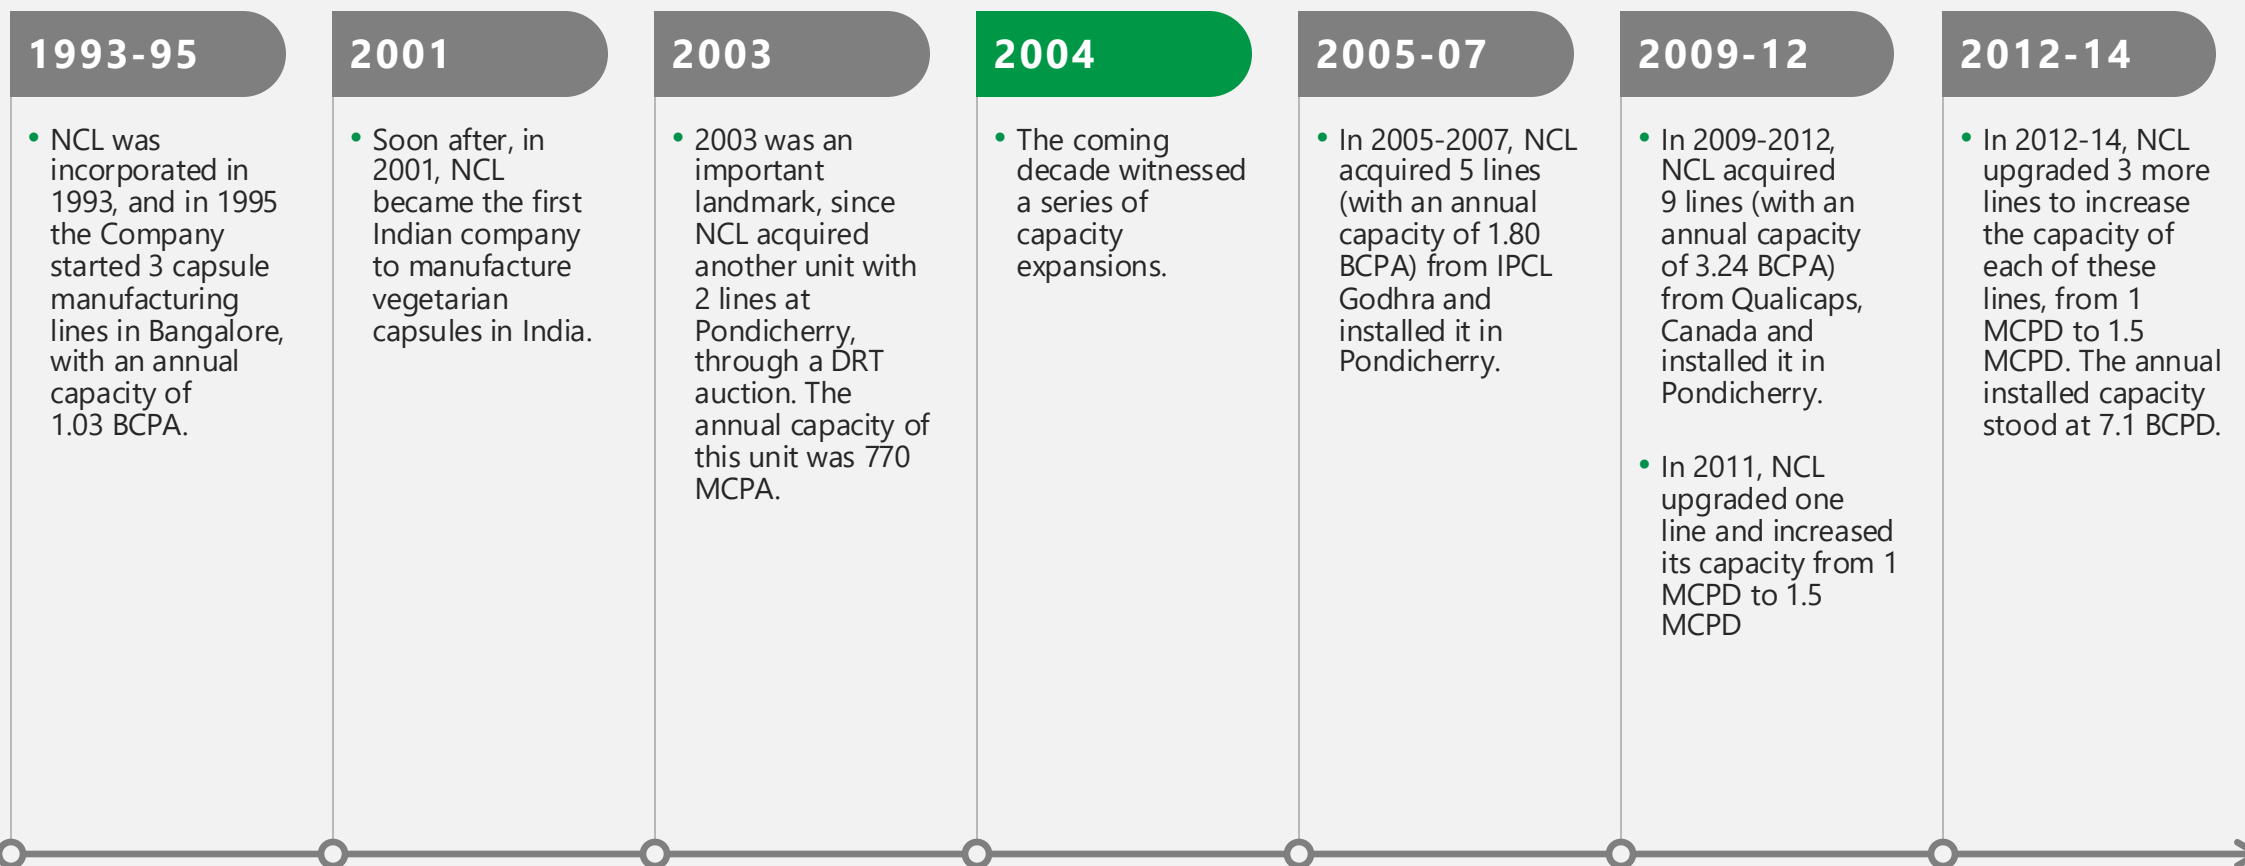 1993-95
• NCL was
incorporated in
1993, and in 1995
the Company
started 3 capsule
manufacturing
lines in Bangalore,
with an annual
capacity of
1.03 BCPA.
2001
• Soon after, in
2001, NCL
became the first
Indian company
to manufacture
vegetarian
capsules in India.
2003
• 2003 was an
important
landmark, since
NCL acquired
another unit with
2 lines at
Pondicherry,
through a DRT
auction. The
annual capacity of
this unit was 770
MCPA.
2004
• The coming
decade witnessed
a series of
capacity
expansions.
2005-07
• In 2005-2007, NCL
acquired 5 lines
(with an annual
capacity of 1.80
BCPA) from IPCL
Godhra and
installed it in
Pondicherry.
2009-12
• In 2009-2012,
NCL acquired
9 lines (with an
annual capacity
of 3.24 BCPA)
from Qualicaps,
Canada and
installed it in
Pondicherry.
• In 2011, NCL
upgraded one
line and increased
its capacity from 1
MCPD to 1.5
MCPD
2012-14
• In 2012-14, NCL
upgraded 3 more
lines to increase
the capacity of
each of these
lines, from 1
MCPD to 1.5
MCPD. The annual
installed capacity
stood at 7.1 BCPD.